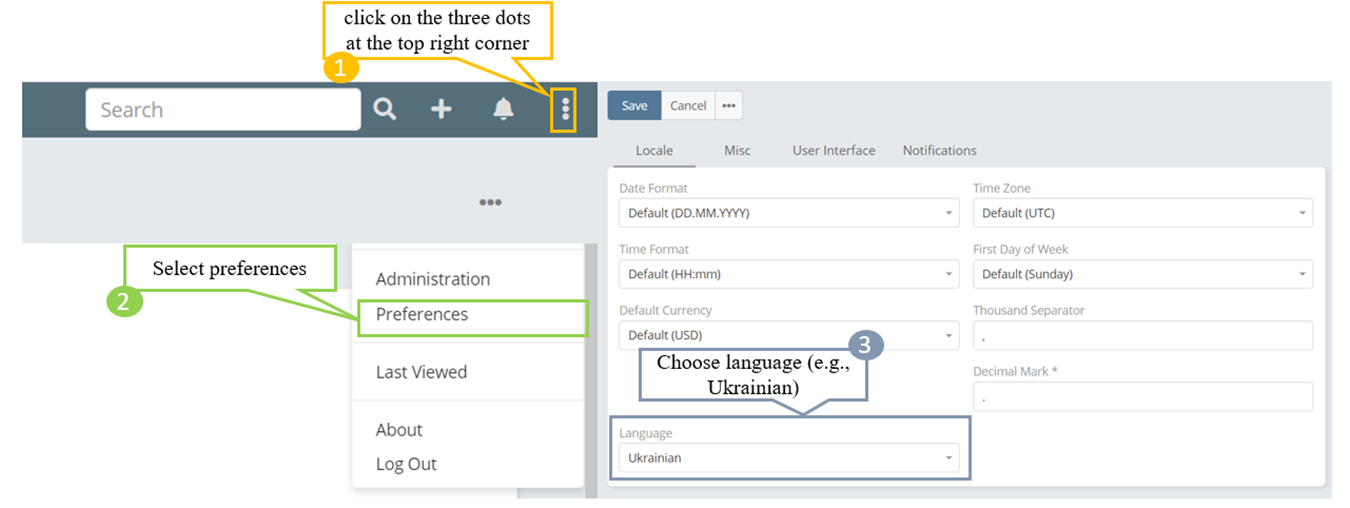 click on the three dots
at the top right corner
1
Search
Select preferences
2
Administration
Preferences
Last Viewed
About
Log Out
Save Cancel
Locale Misc User Interface Notifications
Date Format Time Zone
Default (DD.MM.YYYY) Default (UTC)
Time Format First Day of Week
Default (HH:mm) Default (Sunday)
Default Currency Thousand Separator
Default (USD) ,
3
Choose language (e.g.,
Ukrainian)
Decimal Mark *
.
Language
Ukrainian